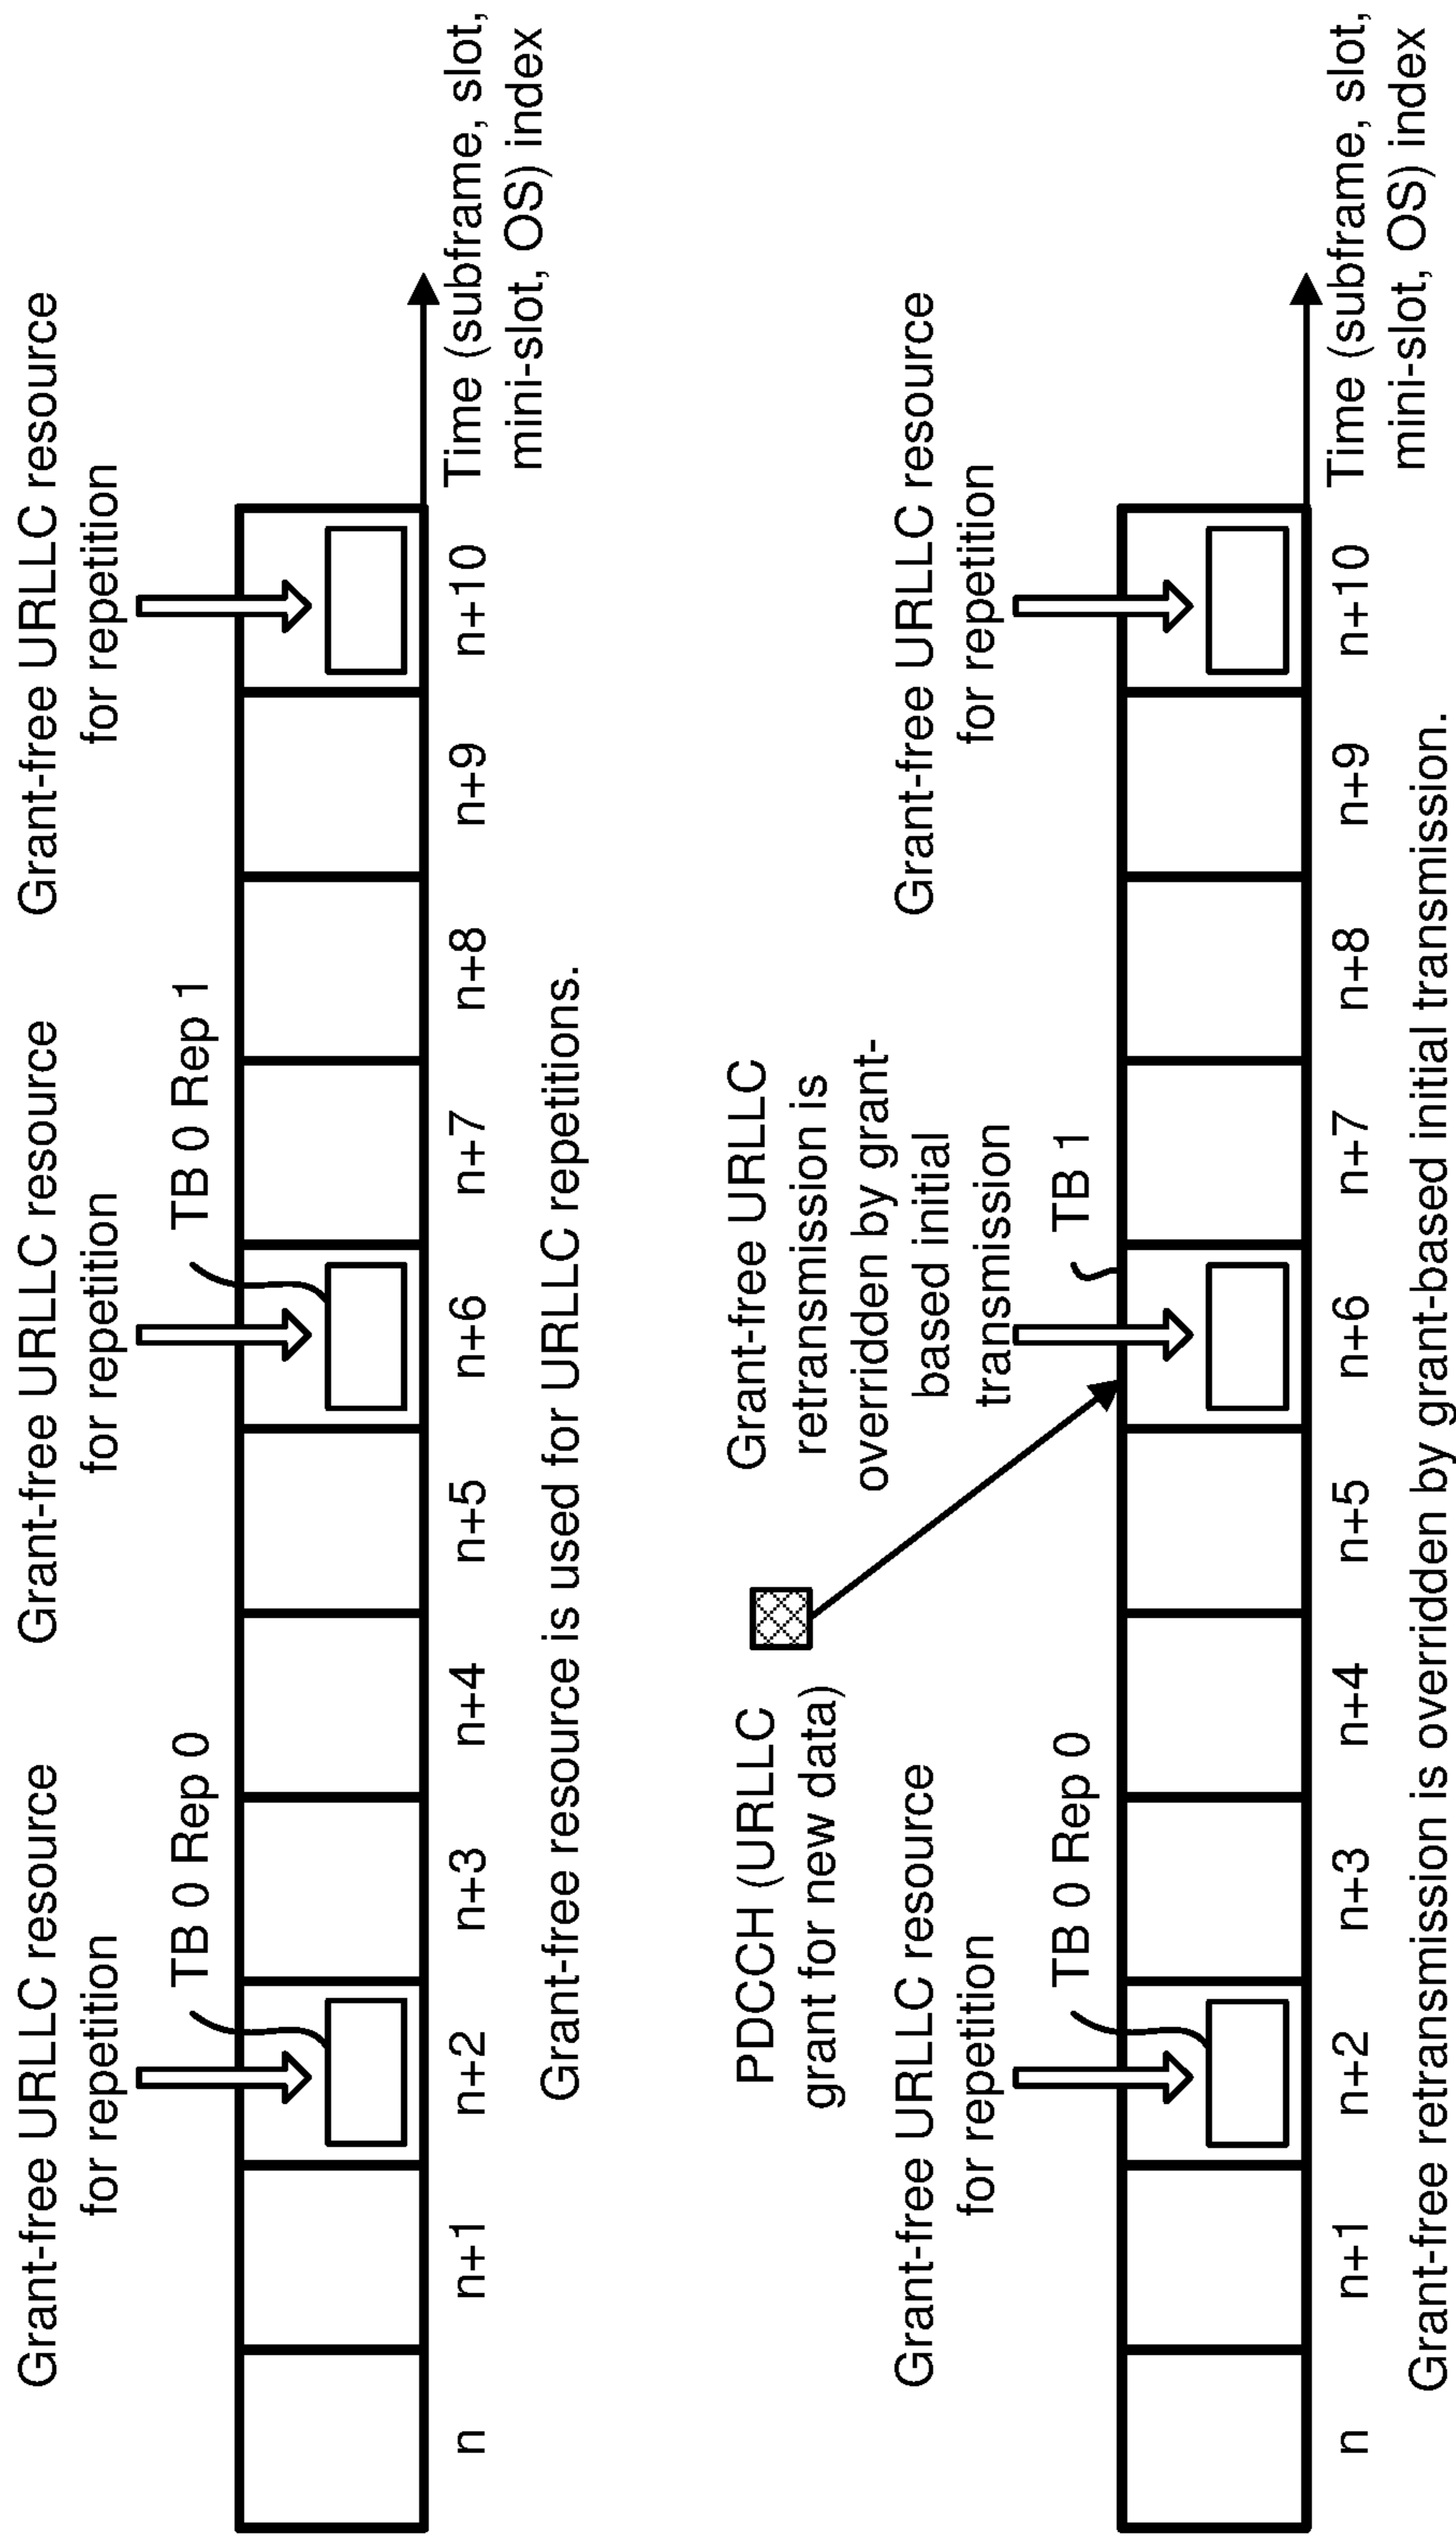 Grant-free URLLC resource
for repetition
Grant-free URLLC resource
for repetition
Grant-free URLLC resource
for repetition
TB 0 Rep 0
TB 0 Rep 1
n
n+1
n+2
n+3
n+4
n+5
n+6
n+7
n+8
n+9
n+10
Time (subframe, slot,
mini-slot, OS) index
Grant-free resource is used for URLLC repetitions.
PDCCH (URLLC
grant for new data)
Grant-free URLLC
retransmission is
overridden by grant-
based initial
transmission
Grant-free URLLC resource
for repetition
Grant-free URLLC resource
for repetition
TB 0 Rep 0
TB 1
n
n+1
n+2
n+3
n+4
n+5
n+6
n+7
n+8
n+9
n+10
Time (subframe, slot,
mini-slot, OS) index
Grant-free retransmission is overridden by grant-based initial transmission.